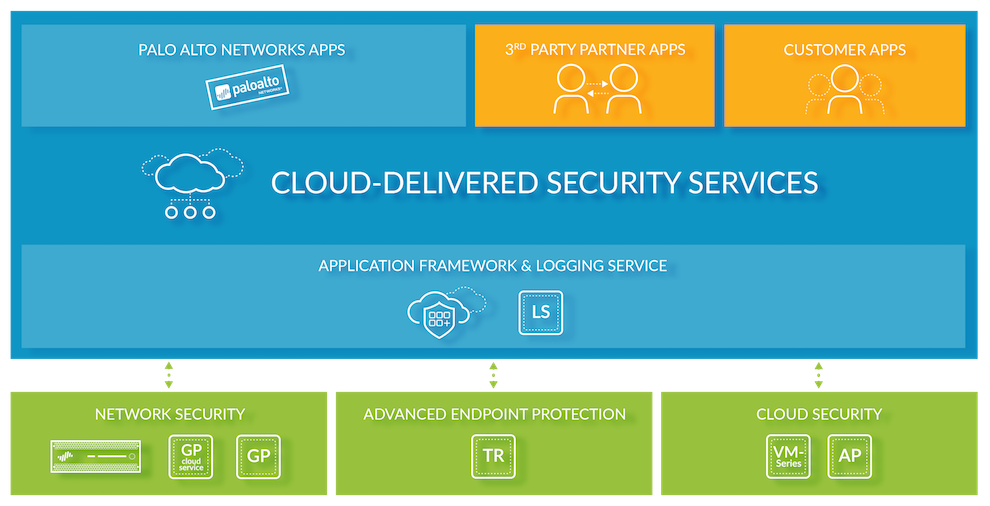 PALO ALTO NETWORKS APPS
paloalto
NETWORKS
3RD PARTY PARTNER APPS
CUSTOMER APPS
CLOUD-DELIVERED SECURITY SERVICES
APPLICATION FRAMEWORK & LOGGING SERVICE
LS
NETWORK SECURITY
GP
cloud
service
GP
ADVANCED ENDPOINT PROTECTION
TR
CLOUD SECURITY
VM-
Series
AP